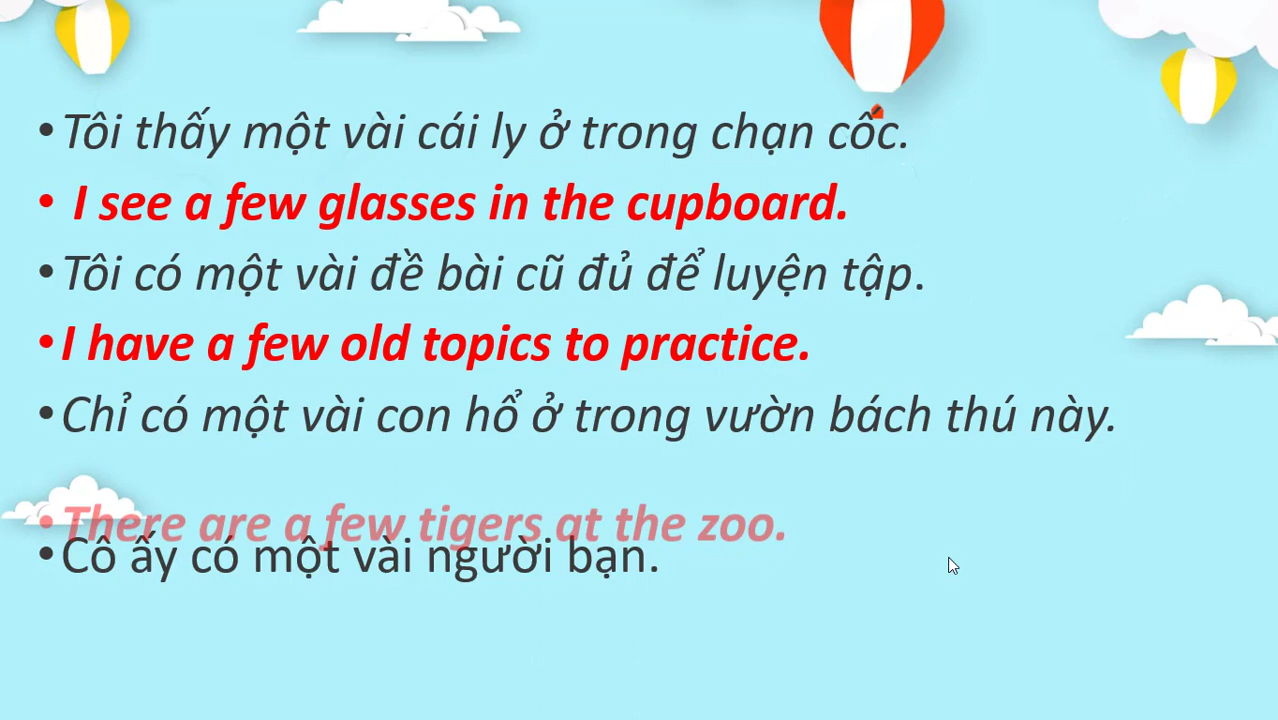 • Tôi thấy một vài cái ly ở trong chạn cốc.
• I see a few glasses in the cupboard.
• Tôi có một vài đề bài cũ đủ để luyện tập.
• I have a few old topics to practice.
• Chỉ có một vài con hổ ở trong vườn bách thú này.
• There are a few tigers at the zoo.
• Cô ấy có một vài người bạn.